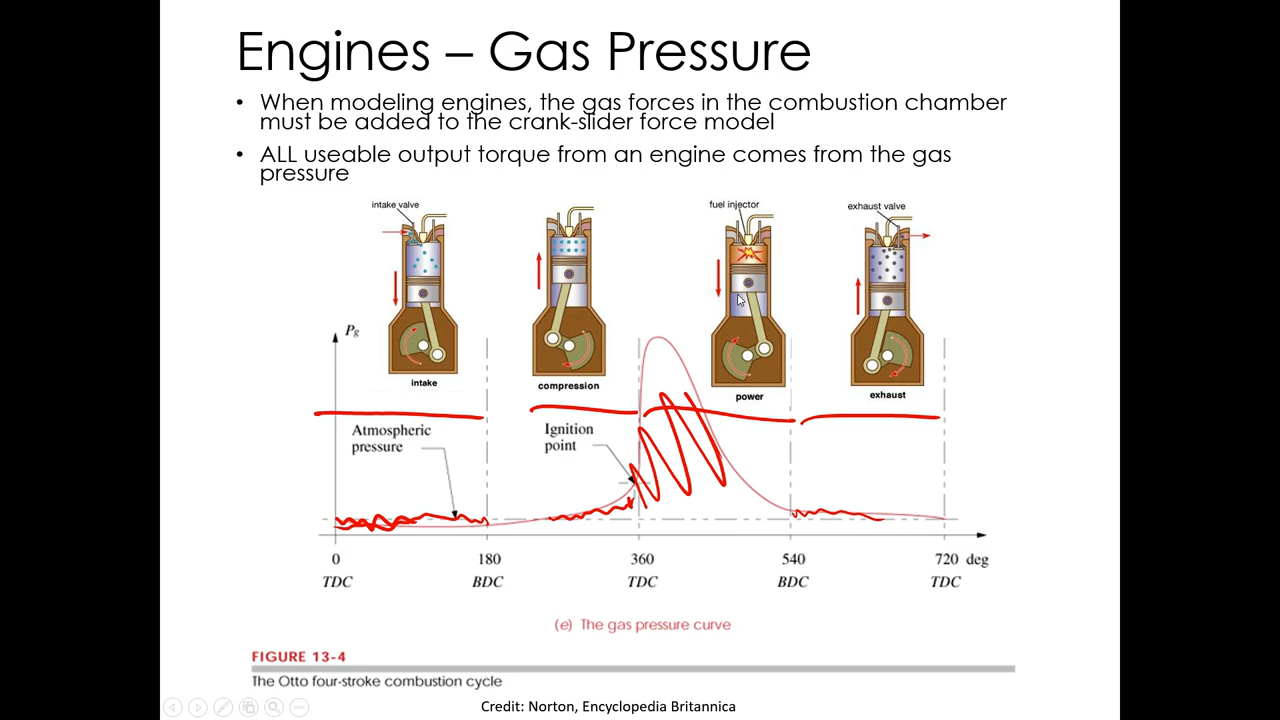 Engines – Gas Pressure
• When modeling engines, the gas forces in the combustion chamber
must be added to the crank-slider force model
• ALL useable output torque from an engine comes from the gas
pressure
intake valve
fuel injector
exhaust valve
Pg
intake
compression
power
exhaust
Atmospheric
pressure
Ignition
point
0 180 360 540 720 deg
TDC BDC TDC BDC TDC
(e) The gas pressure curve
FIGURE 13-4
The Otto four-stroke combustion cycle
Credit: Norton, Encyclopedia Britannica